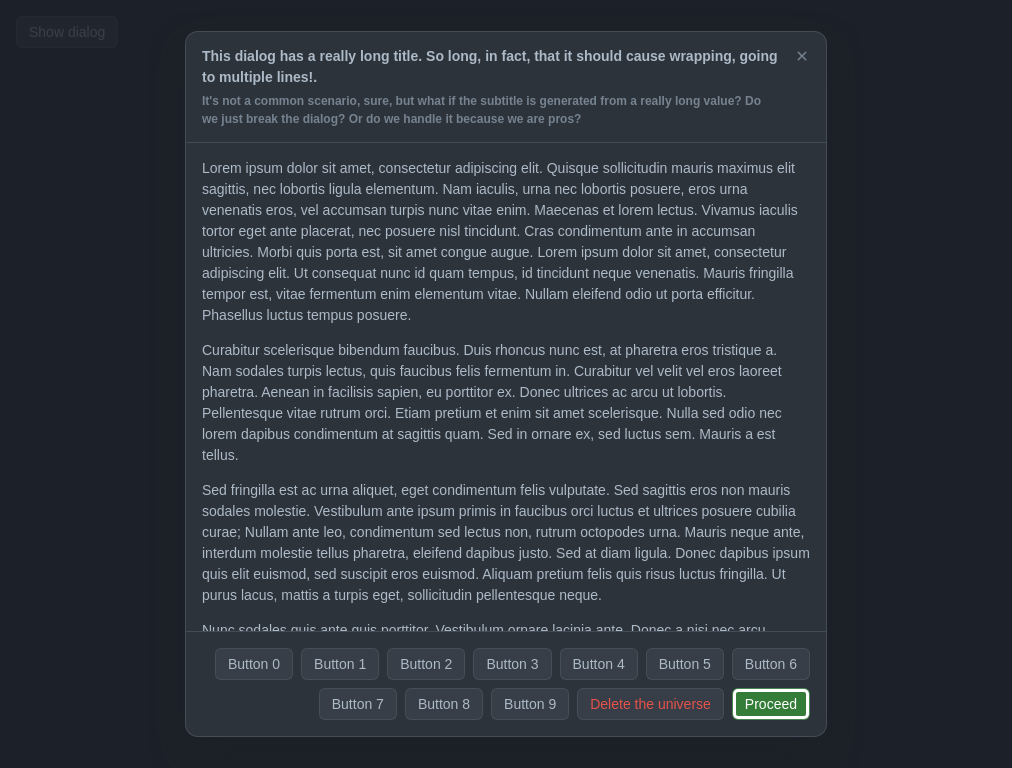 Show dialog
This dialog has a really long title. So long, in fact, that it should cause wrapping, going
to multiple lines!.
It's not a common scenario, sure, but what if the subtitle is generated from a really long value? Do
we just break the dialog? Or do we handle it because we are pros?
Lorem ipsum dolor sit amet, consectetur adipiscing elit. Quisque sollicitudin mauris maximus elit
sagittis, nec lobortis ligula elementum. Nam iaculis, urna nec lobortis posuere, eros urna
venenatis eros, vel accumsan turpis nunc vitae enim. Maecenas et lorem lectus. Vivamus iaculis
tortor eget ante placerat, nec posuere nisl tincidunt. Cras condimentum ante in accumsan
ultricies. Morbi quis porta est, sit amet congue augue. Lorem ipsum dolor sit amet, consectetur
adipiscing elit. Ut consequat nunc id quam tempus, id tincidunt neque venenatis. Mauris fringilla
tempor est, vitae fermentum enim elementum vitae. Nullam eleifend odio ut porta efficitur.
Phasellus luctus tempus posuere.
Curabitur scelerisque bibendum faucibus. Duis rhoncus nunc est, at pharetra eros tristique a.
Nam sodales turpis lectus, quis faucibus felis fermentum in. Curabitur vel velit vel eros laoreet
pharetra. Aenean in facilisis sapien, eu porttitor ex. Donec ultrices ac arcu ut lobortis.
Pellentesque vitae rutrum orci. Etiam pretium et enim sit amet scelerisque. Nulla sed odio nec
lorem dapibus condimentum at sagittis quam. Sed in ornare ex, sed luctus sem. Mauris a est
tellus.
Sed fringilla est ac urna aliquet, eget condimentum felis vulputate. Sed sagittis eros non mauris
sodales molestie. Vestibulum ante ipsum primis in faucibus orci luctus et ultrices posuere cubilia
curae; Nullam ante leo, condimentum sed lectus non, rutrum octopodes urna. Mauris neque ante,
interdum molestie tellus pharetra, eleifend dapibus justo. Sed at diam ligula. Donec dapibus ipsum
quis elit euismod, sed suscipit eros euismod. Aliquam pretium felis quis risus luctus fringilla. Ut
purus lacus, mattis a turpis eget, sollicitudin pellentesque neque.
Nunc sodales quis ante quis porttitor. Vestibulum ornare lacinia ante. Donec a nisi nec arcu
Button 0 Button 1 Button 2 Button 3 Button 4 Button 5 Button 6
Button 7 Button 8 Button 9 Delete the universe Proceed